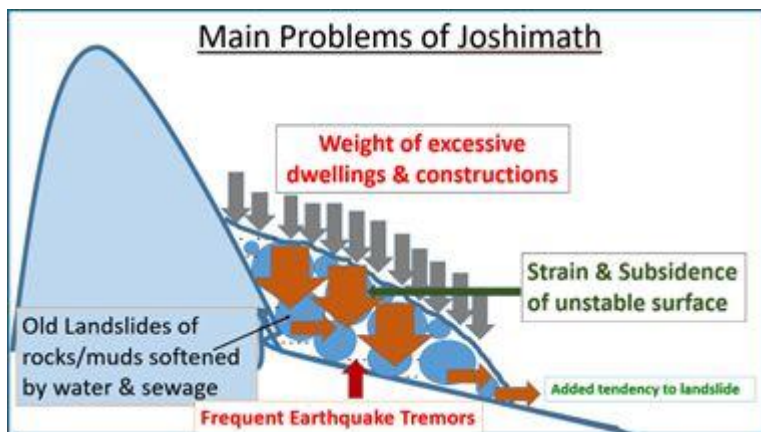 Main Problems of Joshimath
Weight of excessive
dwellings & constructions
Strain & Subsidence
of unstable surface
Old Landslides of
rocks/muds softened
by water & sewage
Added tendency to landslide
Frequent Earthquake Tremors